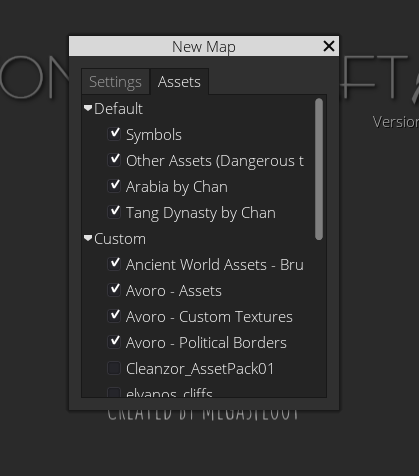 New Map
Settings Assets
Default
Symbols
Other Assets (Dangerous t
Arabia by Chan
Tang Dynasty by Chan
Custom
Ancient World Assets - Bru
Avoro - Assets
Avoro - Custom Textures
Avoro - Political Borders
Cleanzor_AssetPack01
elvanos_cliffs
ON FT
Version
CREATED BY MEGASPLOOT